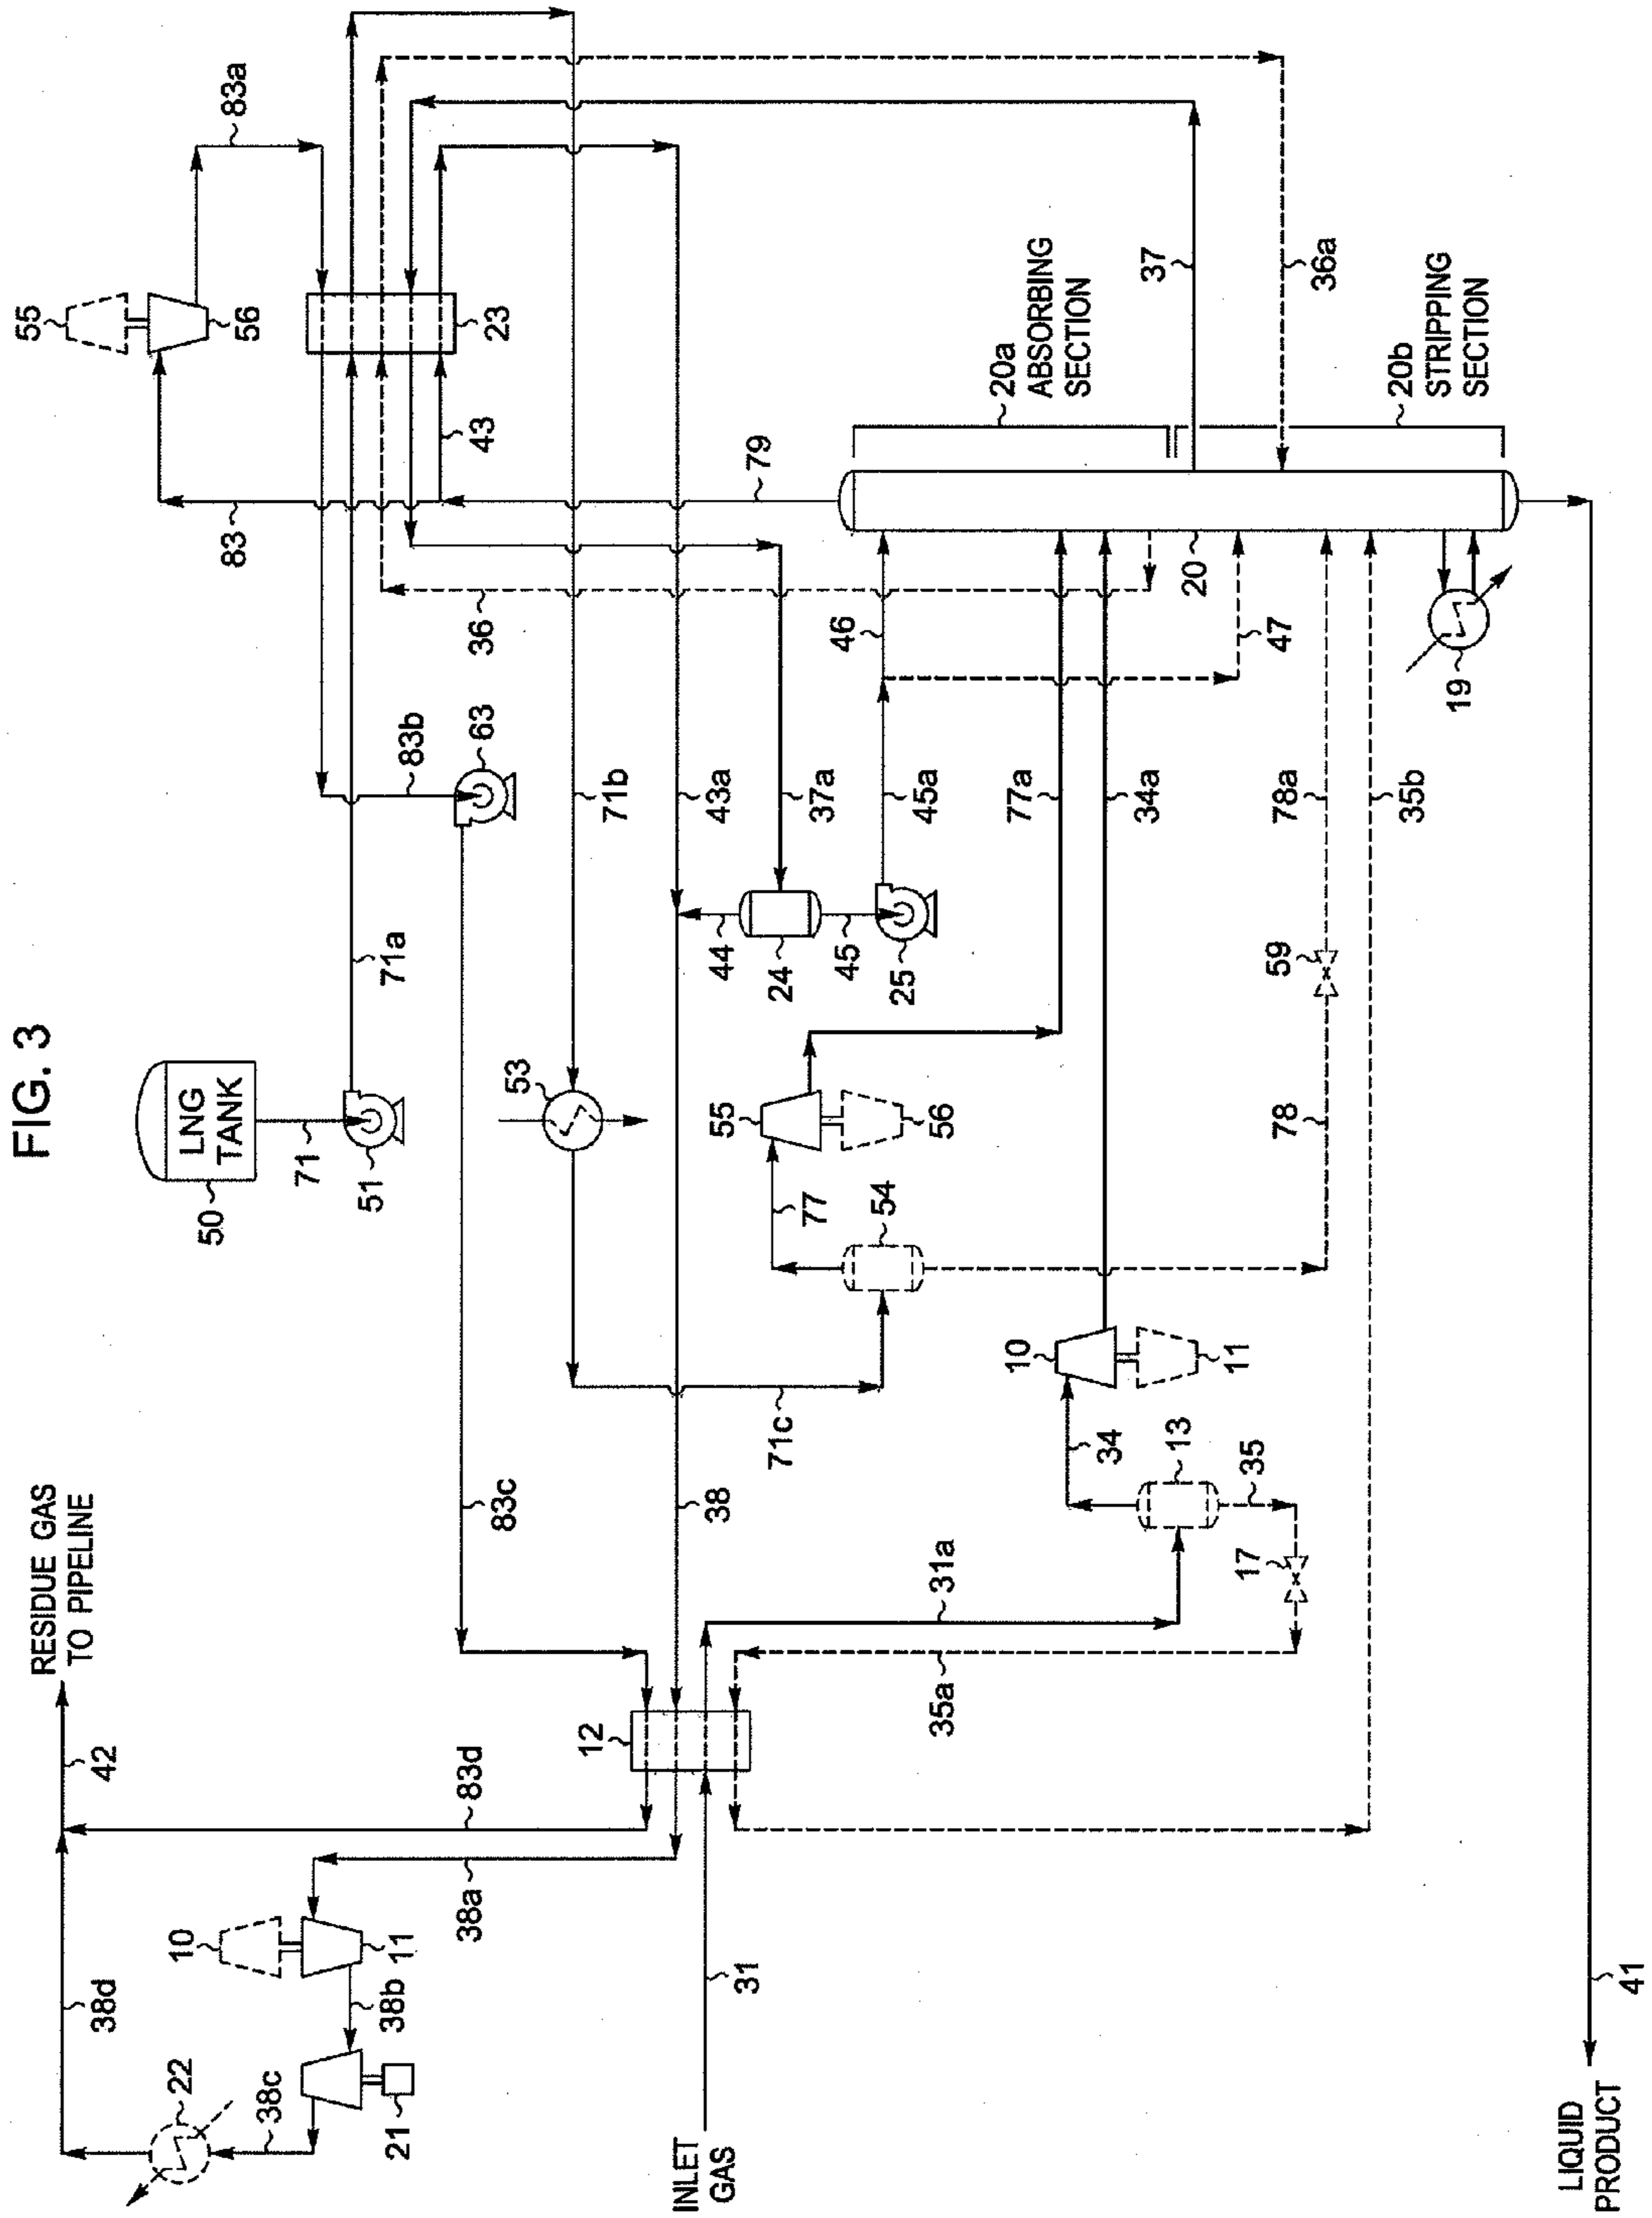 FIG. 3
RESIDUE GAS
TO PIPELINE
42
38d
22
38c
21
38b
10
11
38a
83d
12
INLET
GAS
31
31a
35a
17
35
13
34
10
11
34a
83c
38
71c
LNG
TANK
50
71
51
71a
53
71b
54
77
55
56
77a
78
59
78a
35b
83b
63
43a
44
24
45
25
37a
45a
46
47
36
83
43
79
55
56
83a
23
37
36a
20
20a
ABSORBING
SECTION
20b
STRIPPING
SECTION
19
41
LIQUID
PRODUCT